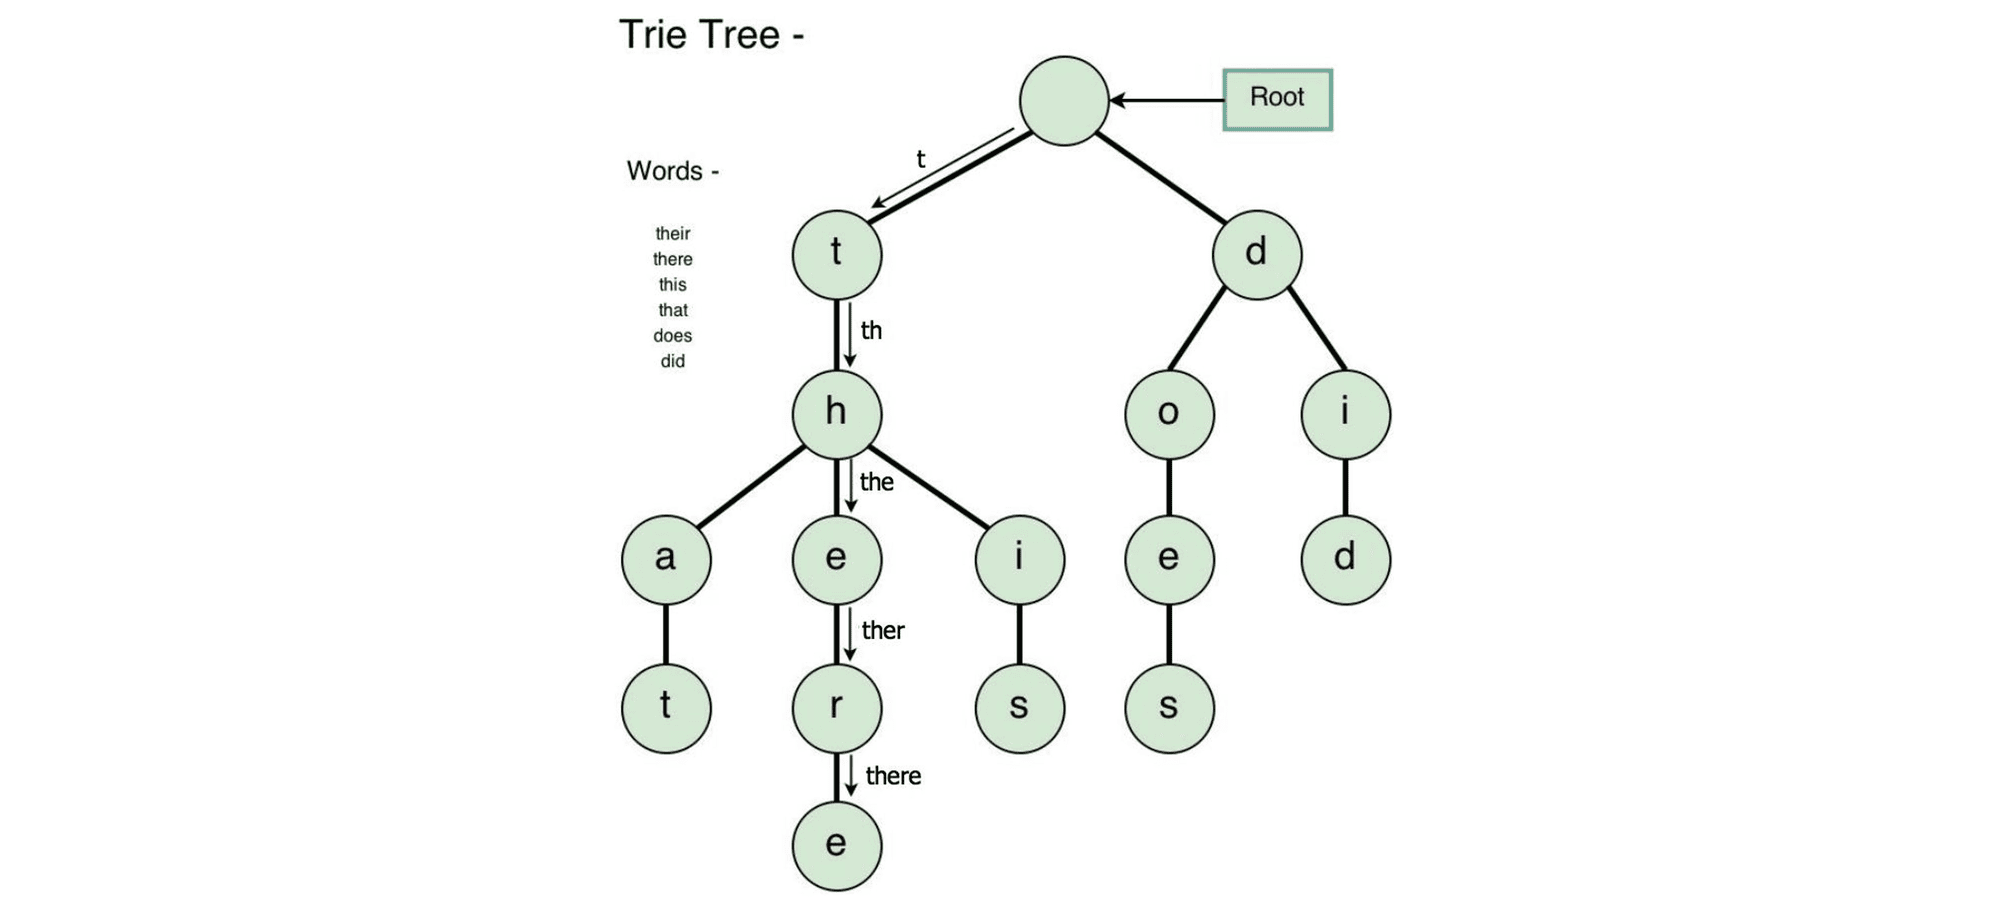 Trie Tree -
Root
t
Words -
their
there
this
that
does
did
t
d
th
h
o
i
the
a
e
i
e
d
ther
t
r
s
s
there
e